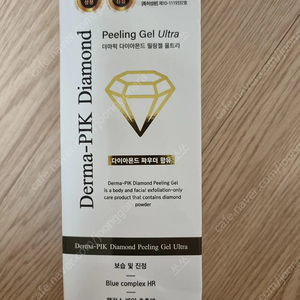 Peeling Gel Ultra
더마픽 다이아몬드 필링젤 울트라
Derma-PIK Diamond
다이아몬드 파우더 함유
Derma-PIK Diamond Peeling Gel
is a body and facial exfoliation-only
care product that contains diamond
powder
Derma-PIK Diamond Peeling Gel Ultra
보습 및 진정
Blue complex HR